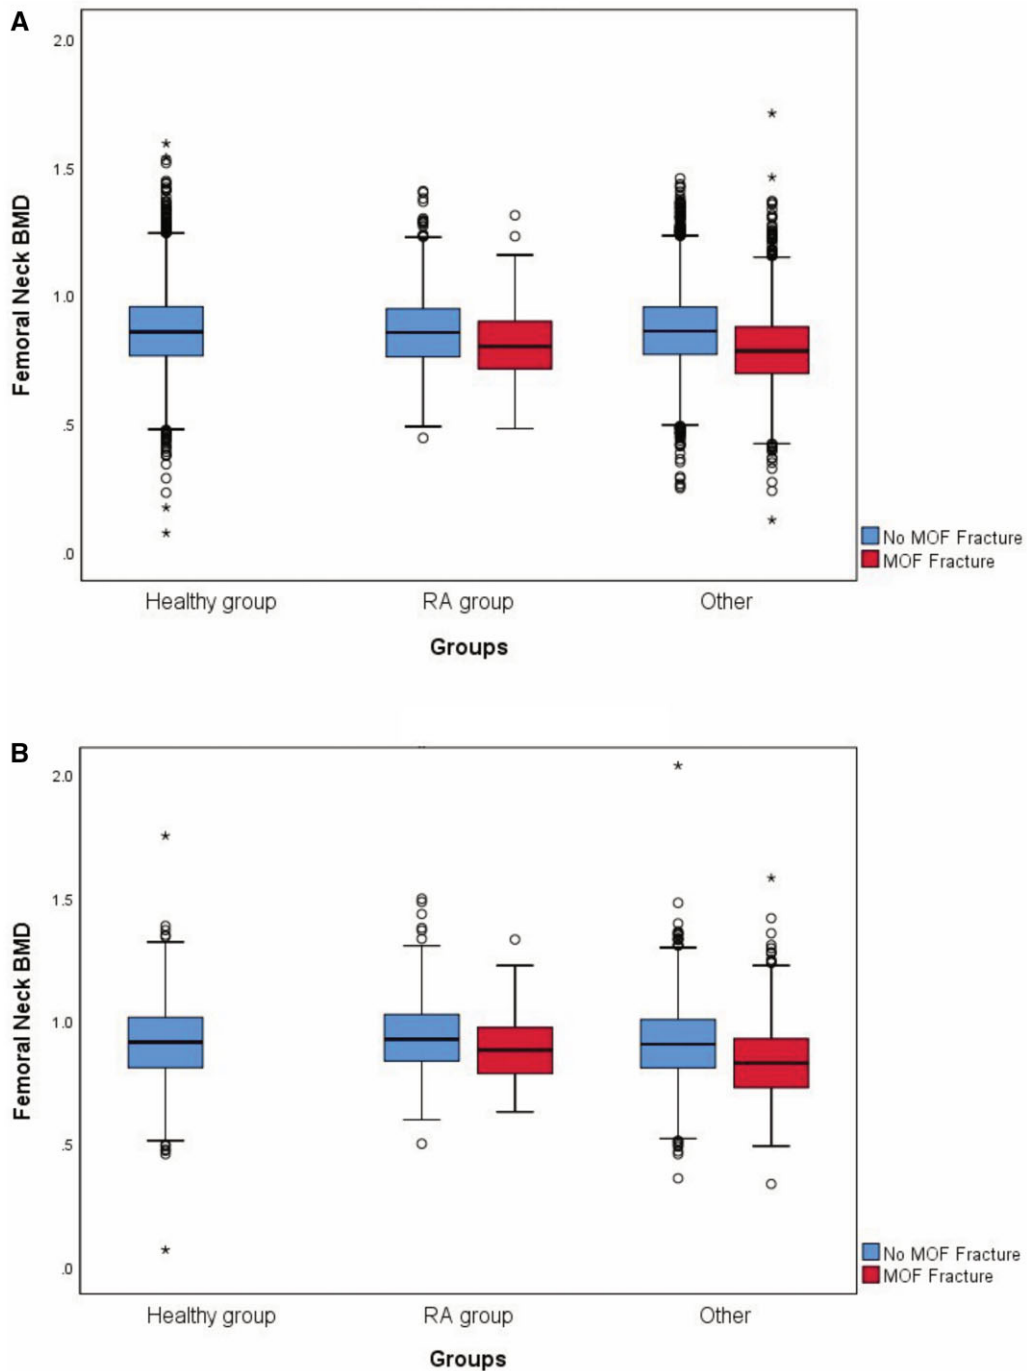 A
2.0
1.5
1.0
.5
.0
Femoral Neck BMD
No MOF Fracture
MOF Fracture
Healthy group
RA group
Other
Groups
B
2.0
1.5
1.0
.5
.0
Femoral Neck BMD
No MOF Fracture
MOF Fracture
Healthy group
RA group
Other
Groups